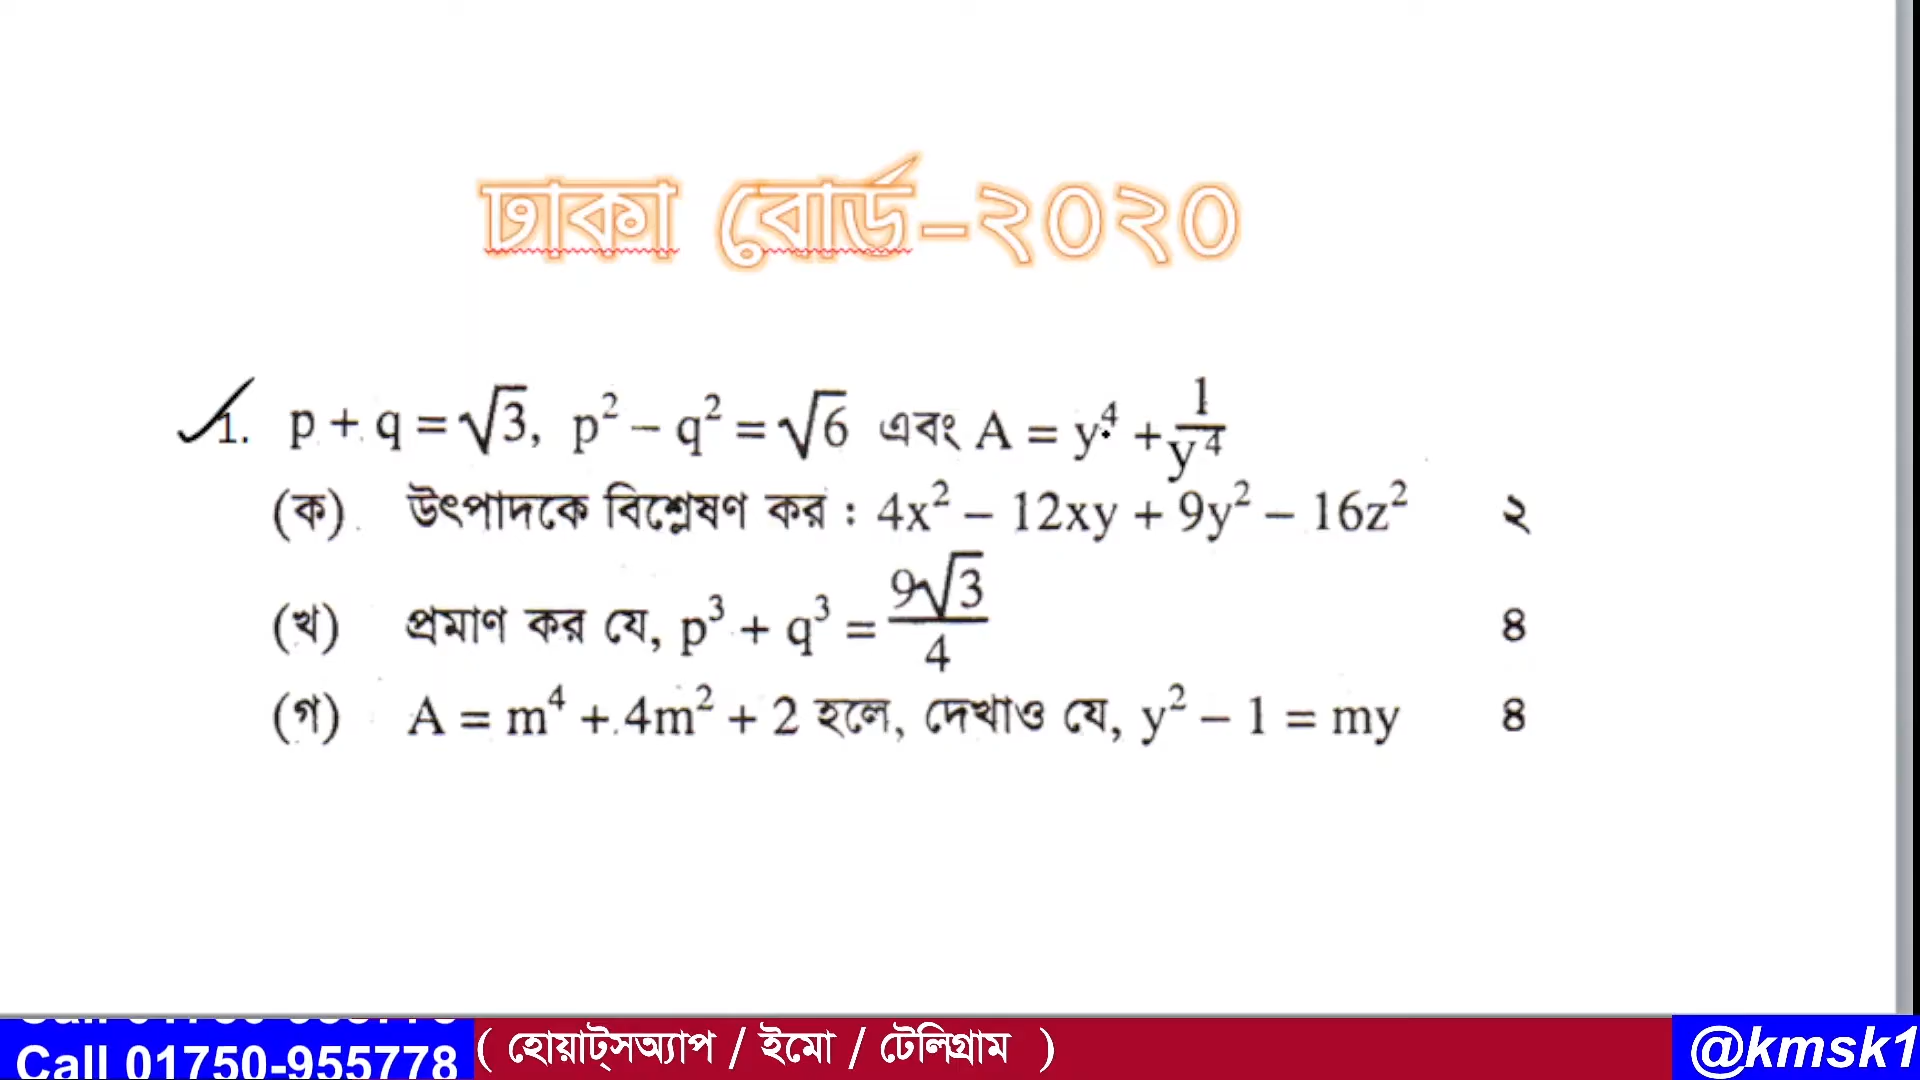 ঢাকা বোর্ড-২০২০
1. p + q = √3, p² − q² = √6 এবং A = y⁴ + 1/y⁴
(ক) উৎপাদকে বিশ্লেষণ কর : 4x² − 12xy + 9y² − 16z² ২
(খ) প্রমাণ কর যে, p³ + q³ = 9√3/4 ৪
(গ) A = m⁴ + 4m² + 2 হলে, দেখাও যে, y² − 1 = my ৪
Call 01750-955778 ( হোয়াট্সঅ্যাপ / ইমো / টেলিগ্রাম ) @kmsk1